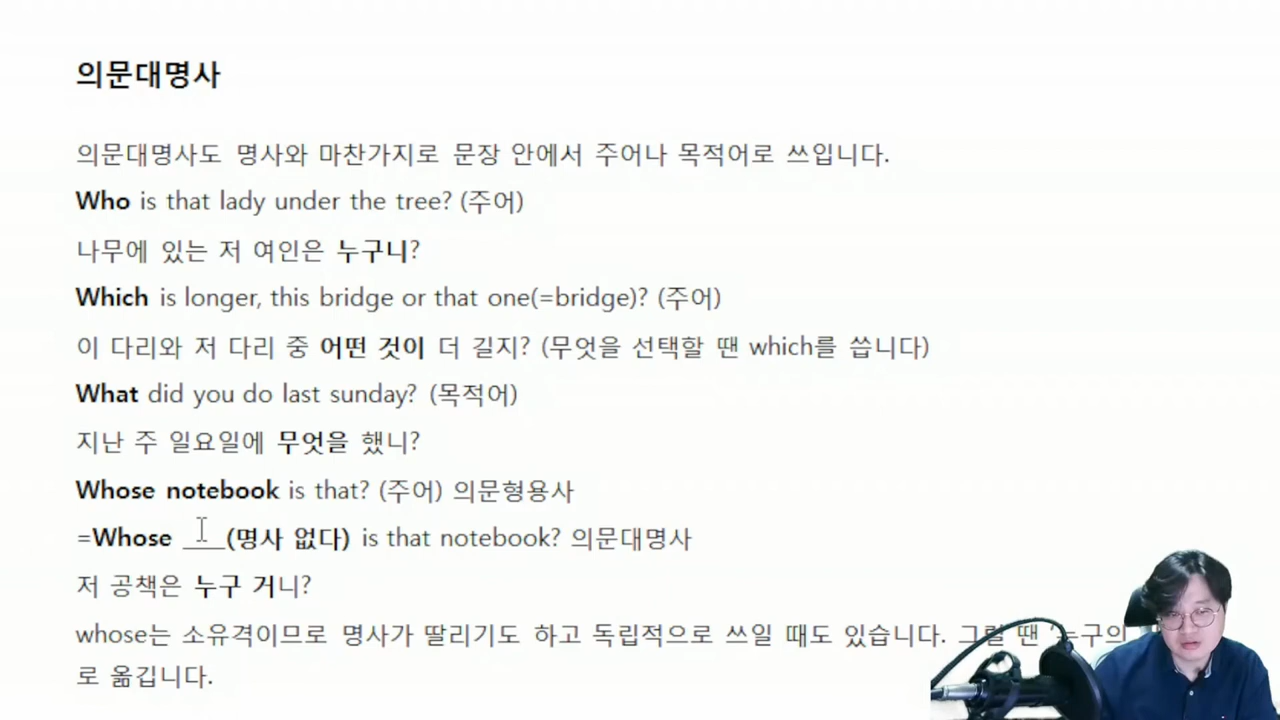 의문대명사
의문대명사도 명사와 마찬가지로 문장 안에서 주어나 목적어로 쓰입니다.
Who is that lady under the tree? (주어)
나무에 있는 저 여인은 누구니?
Which is longer, this bridge or that one(=bridge)? (주어)
이 다리와 저 다리 중 어떤 것이 더 길지? (무엇을 선택할 땐 which를 씁니다)
What did you do last sunday? (목적어)
지난 주 일요일에 무엇을 했니?
Whose notebook is that? (주어) 의문형용사
=Whose ___(명사 없다) is that notebook? 의문대명사
저 공책은 누구 거니?
whose는 소유격이므로 명사가 딸리기도 하고 독립적으로 쓰일 때도 있습니다. 그럴 땐 '누구의
로 옮깁니다.